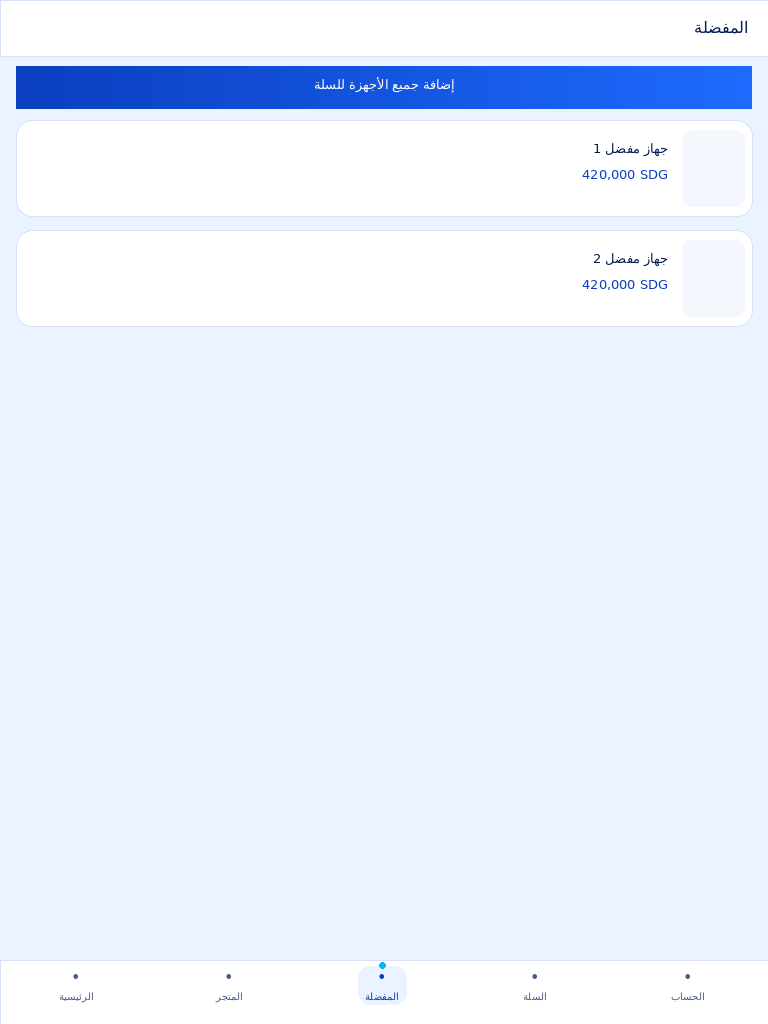 المفضلة
إضافة جميع الأجهزة للسلة
جهاز مفضل 1
420,000 SDG
جهاز مفضل 2
420,000 SDG
الحساب
السلة
المفضلة
المتجر
الرئيسية